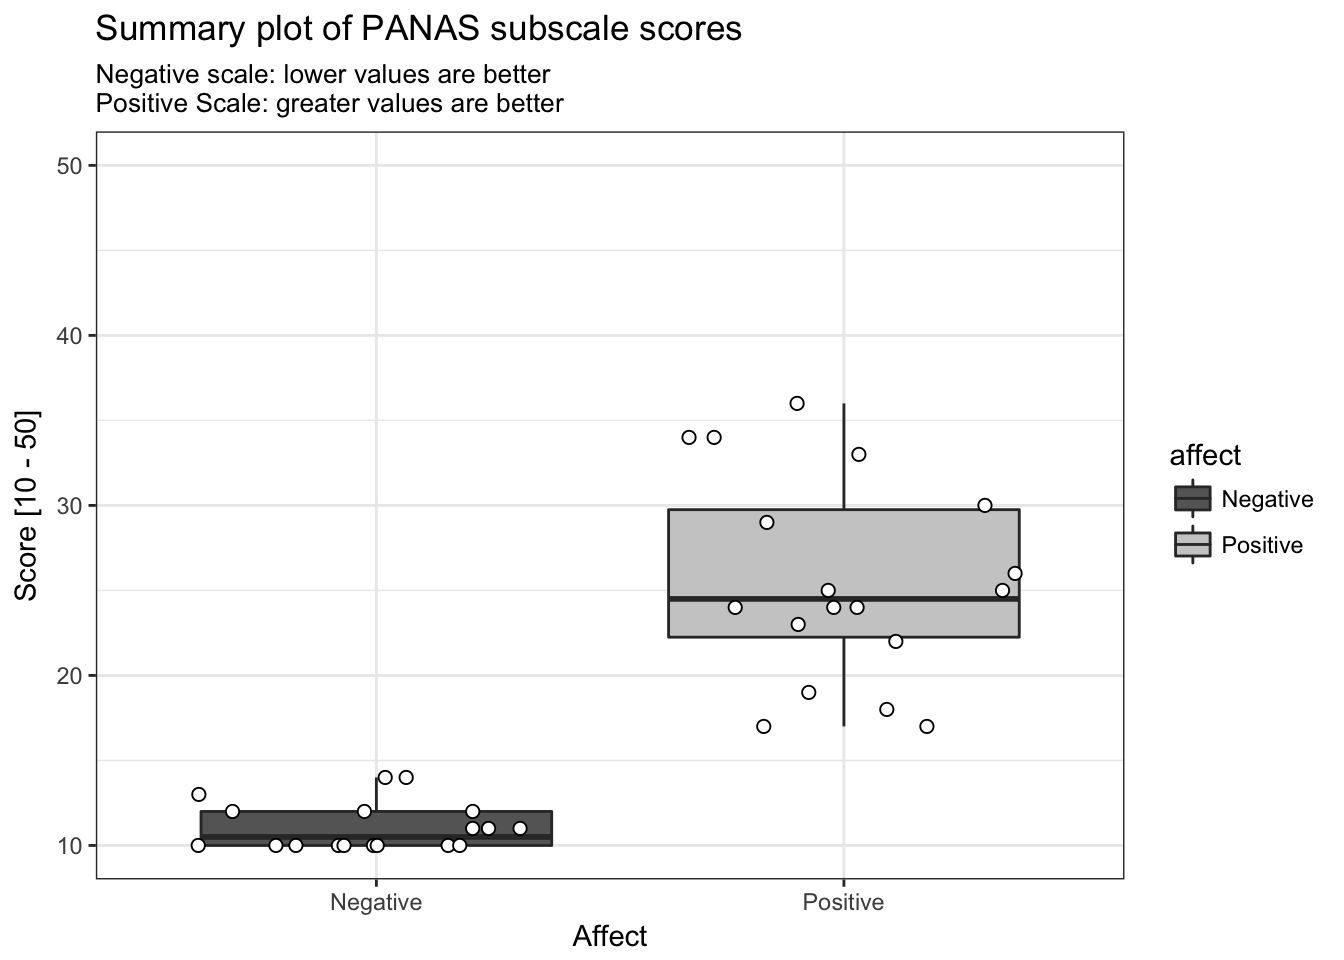 Summary plot of PANAS subscale scores
Negative scale: lower values are better
Positive Scale: greater values are better
50
40
30
20
10
Score [10 - 50]
Negative
Positive
Affect
affect
Negative
Positive